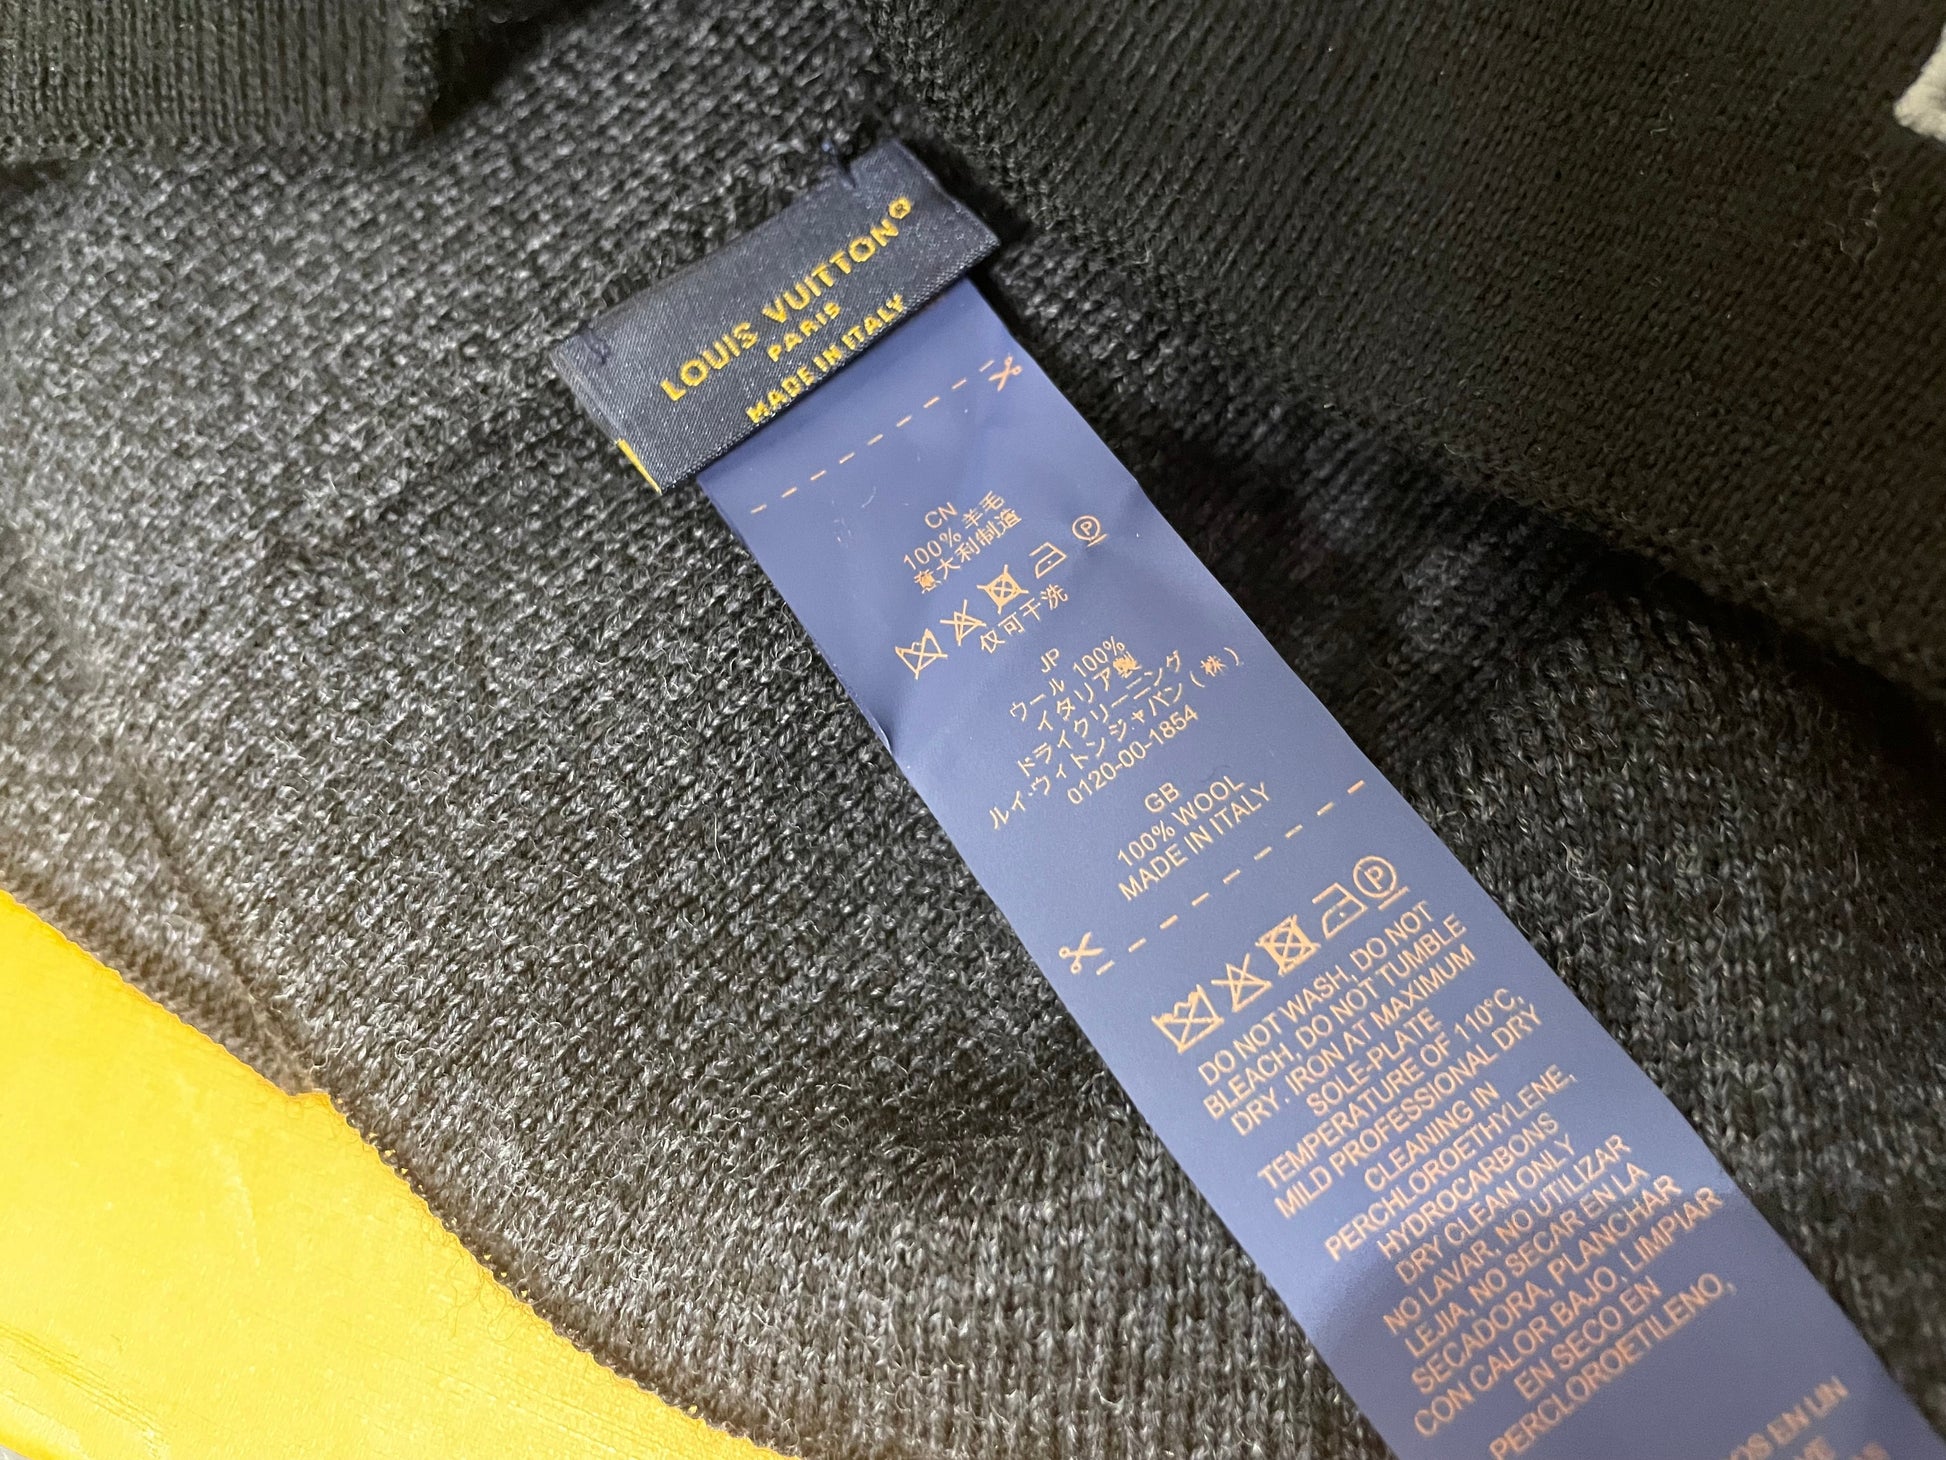 LOUIS VUITTON®
PARIS
MADE IN ITALY
CN
100% 羊毛
意大利制造
仅可干洗
JP
ウール 100%
イタリア製
ドライクリーニング
ルイ・ヴィトンジャパン(株)
0120-00-1854
GB
100% WOOL
MADE IN ITALY
DO NOT WASH, DO NOT
BLEACH, DO NOT TUMBLE
DRY. IRON AT MAXIMUM
SOLE-PLATE
TEMPERATURE OF 110°C,
MILD PROFESSIONAL DRY
CLEANING IN
PERCHLOROETHYLENE,
HYDROCARBONS
DRY CLEAN ONLY
NO LAVAR, NO UTILIZAR
LEJIA, NO SECAR EN LA
SECADORA, PLANCHAR
CON CALOR BAJO, LIMPIAR
EN SECO EN
PERCLOROETILENO,
EN UN